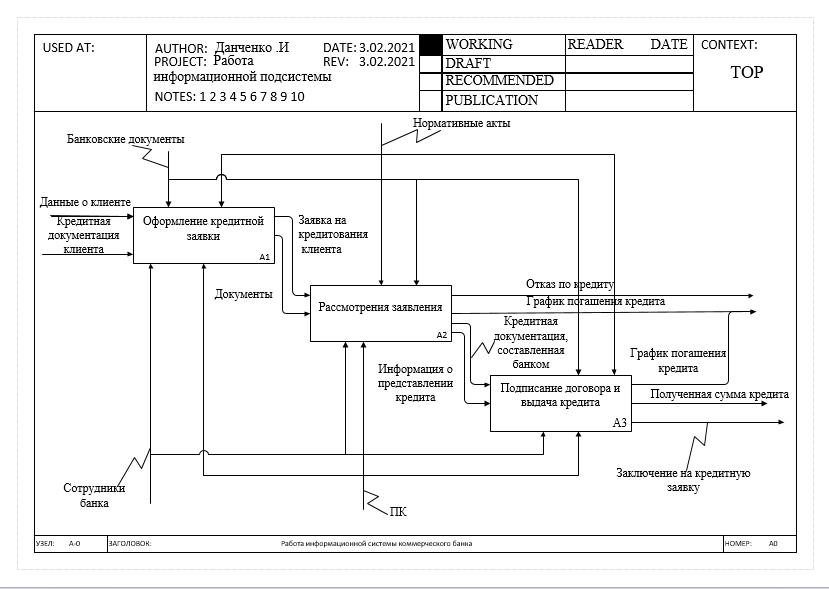 USED AT:
AUTHOR: Данченко .И
DATE: 3.02.2021
PROJECT: Работа
REV: 3.02.2021
информационной подсистемы
NOTES: 1 2 3 4 5 6 7 8 9 10
WORKING
DRAFT
RECOMMENDED
PUBLICATION
READER DATE
CONTEXT:
TOP
Нормативные акты
Банковские документы
Данные о клиенте
Кредитная
документация
клиента
Оформление кредитной
заявки
A1
Заявка на
кредитования
клиента
Документы
Рассмотрения заявления
A2
Отказ по кредиту
График погашения кредита
Кредитная
документация,
составленная
банком
Информация о
представлении
кредита
График погашения
кредита
Подписание договора и
выдача кредита
А3
Полученная сумма кредита
Заключение на кредитную
заявку
Сотрудники
банка
ПК
УЗЕЛ: А-0
ЗАГОЛОВОК:
Работа информационной системы коммерческого банка
НОМЕР: А0